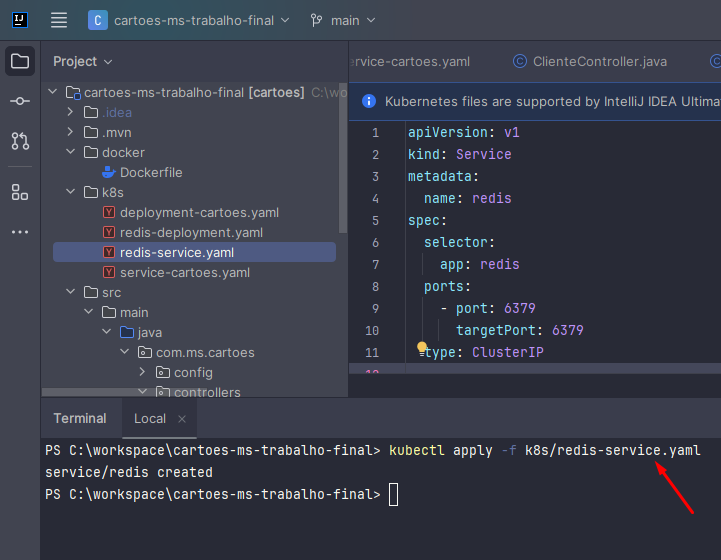 IJ
C cartoes-ms-trabalho-final main
Project
cartoes-ms-trabalho-final [cartoes] C:\wo
.idea
.mvn
docker
Dockerfile
k8s
Y deployment-cartoes.yaml
Y redis-deployment.yaml
Y redis-service.yaml
Y service-cartoes.yaml
src
main
java
com.ms.cartoes
config
controllers
ervice-cartoes.yaml C ClienteController.java
Kubernetes files are supported by IntelliJ IDEA Ultima
1 apiVersion: v1
2 kind: Service
3 metadata:
4 name: redis
5 spec:
6 selector:
7 app: redis
8 ports:
9 - port: 6379
10 targetPort: 6379
11 type: ClusterIP
12
Terminal Local ×
PS C:\workspace\cartoes-ms-trabalho-final> kubectl apply -f k8s/redis-service.yaml
service/redis created
PS C:\workspace\cartoes-ms-trabalho-final>